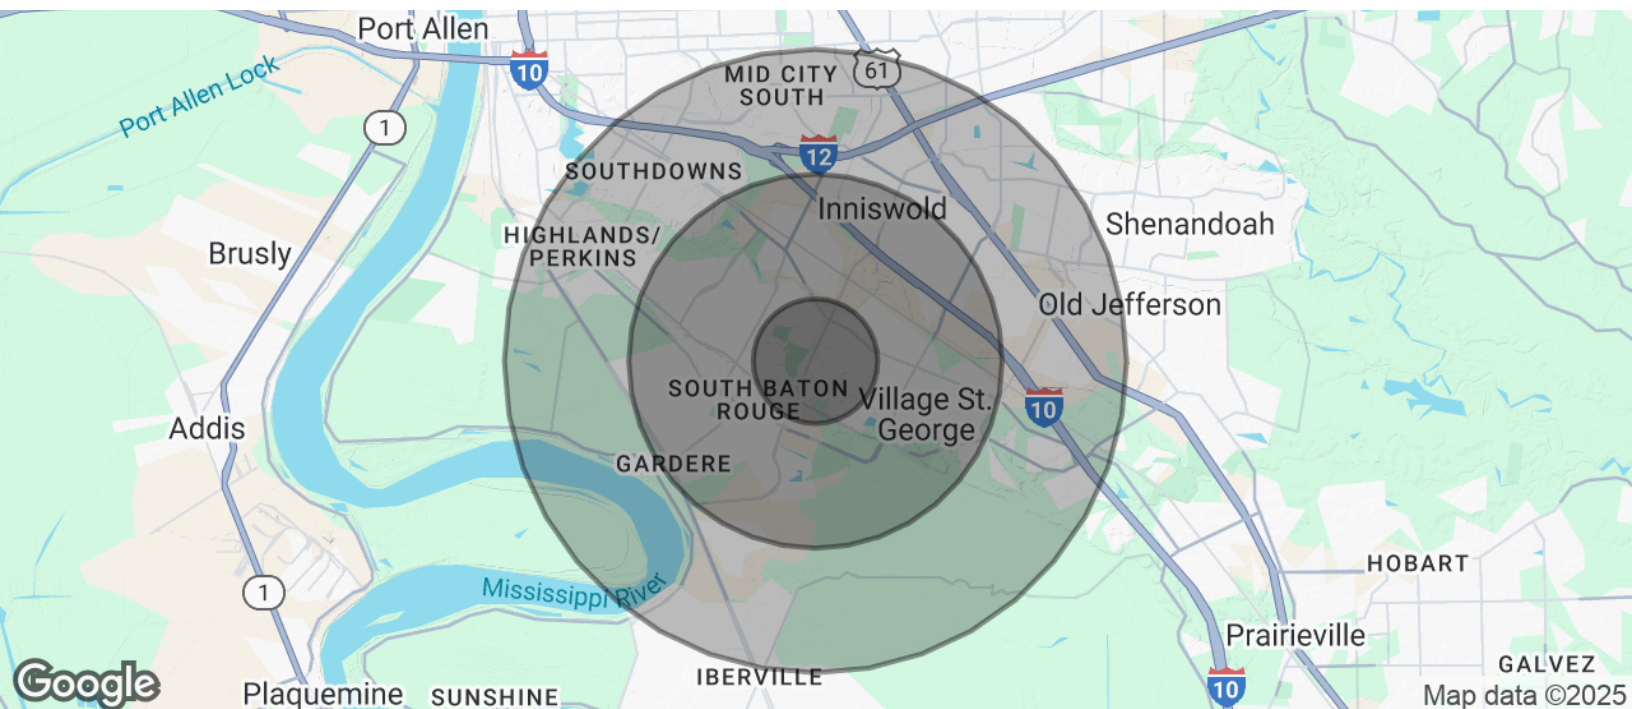 Port Allen
10
61
MID CITY
SOUTH
Port Allen Lock
1
12
SOUTHDOWNS
Inniswold
Shenandoah
HIGHLANDS/
PERKINS
Brusly
Old Jefferson
SOUTH BATON
ROUGE
Village St.
George
10
Addis
GARDERE
HOBART
1
Mississippi River
Prairieville
IBERVILLE
GALVEZ
Google
Plaquemine
SUNSHINE
10
Map data ©2025